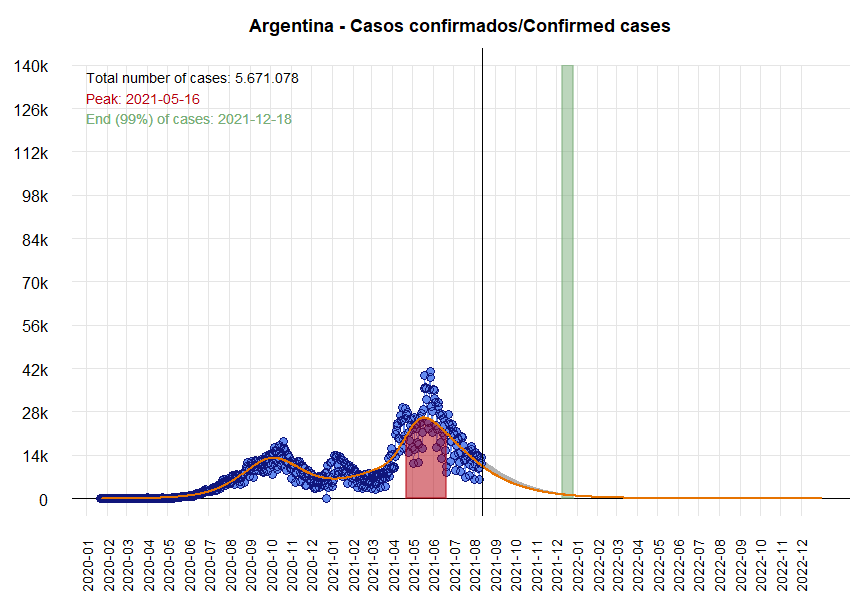 Argentina - Casos confirmados/Confirmed cases
140k
126k
112k
98k
84k
70k
56k
42k
28k
14k
0
Total number of cases: 5.671.078
Peak: 2021-05-16
End (99%) of cases: 2021-12-18
2020-01
2020-02
2020-03
2020-04
2020-05
2020-06
2020-07
2020-08
2020-09
2020-10
2020-11
2020-12
2021-01
2021-02
2021-03
2021-04
2021-05
2021-06
2021-07
2021-08
2021-09
2021-10
2021-11
2021-12
2022-01
2022-02
2022-03
2022-04
2022-05
2022-06
2022-07
2022-08
2022-09
2022-10
2022-11
2022-12